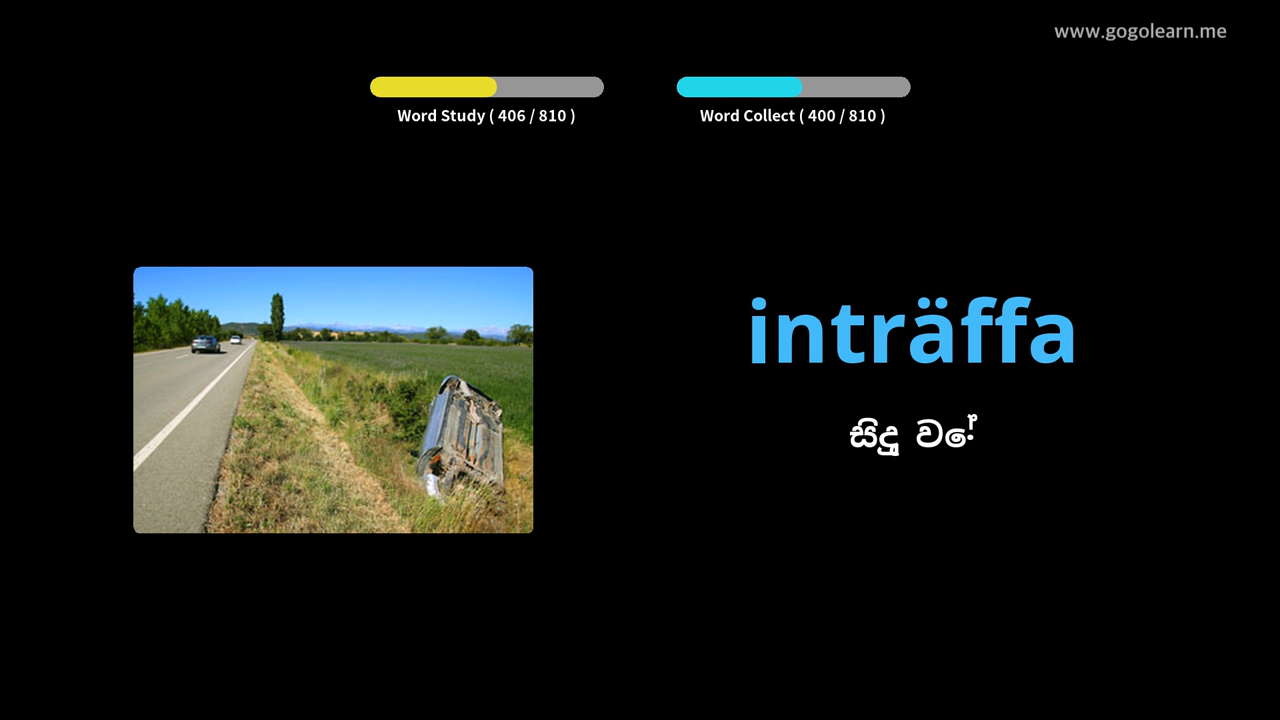 www.gogolearn.me
Word Study ( 406 / 810 )
Word Collect ( 400 / 810 )
inträffa
සිදු වේ